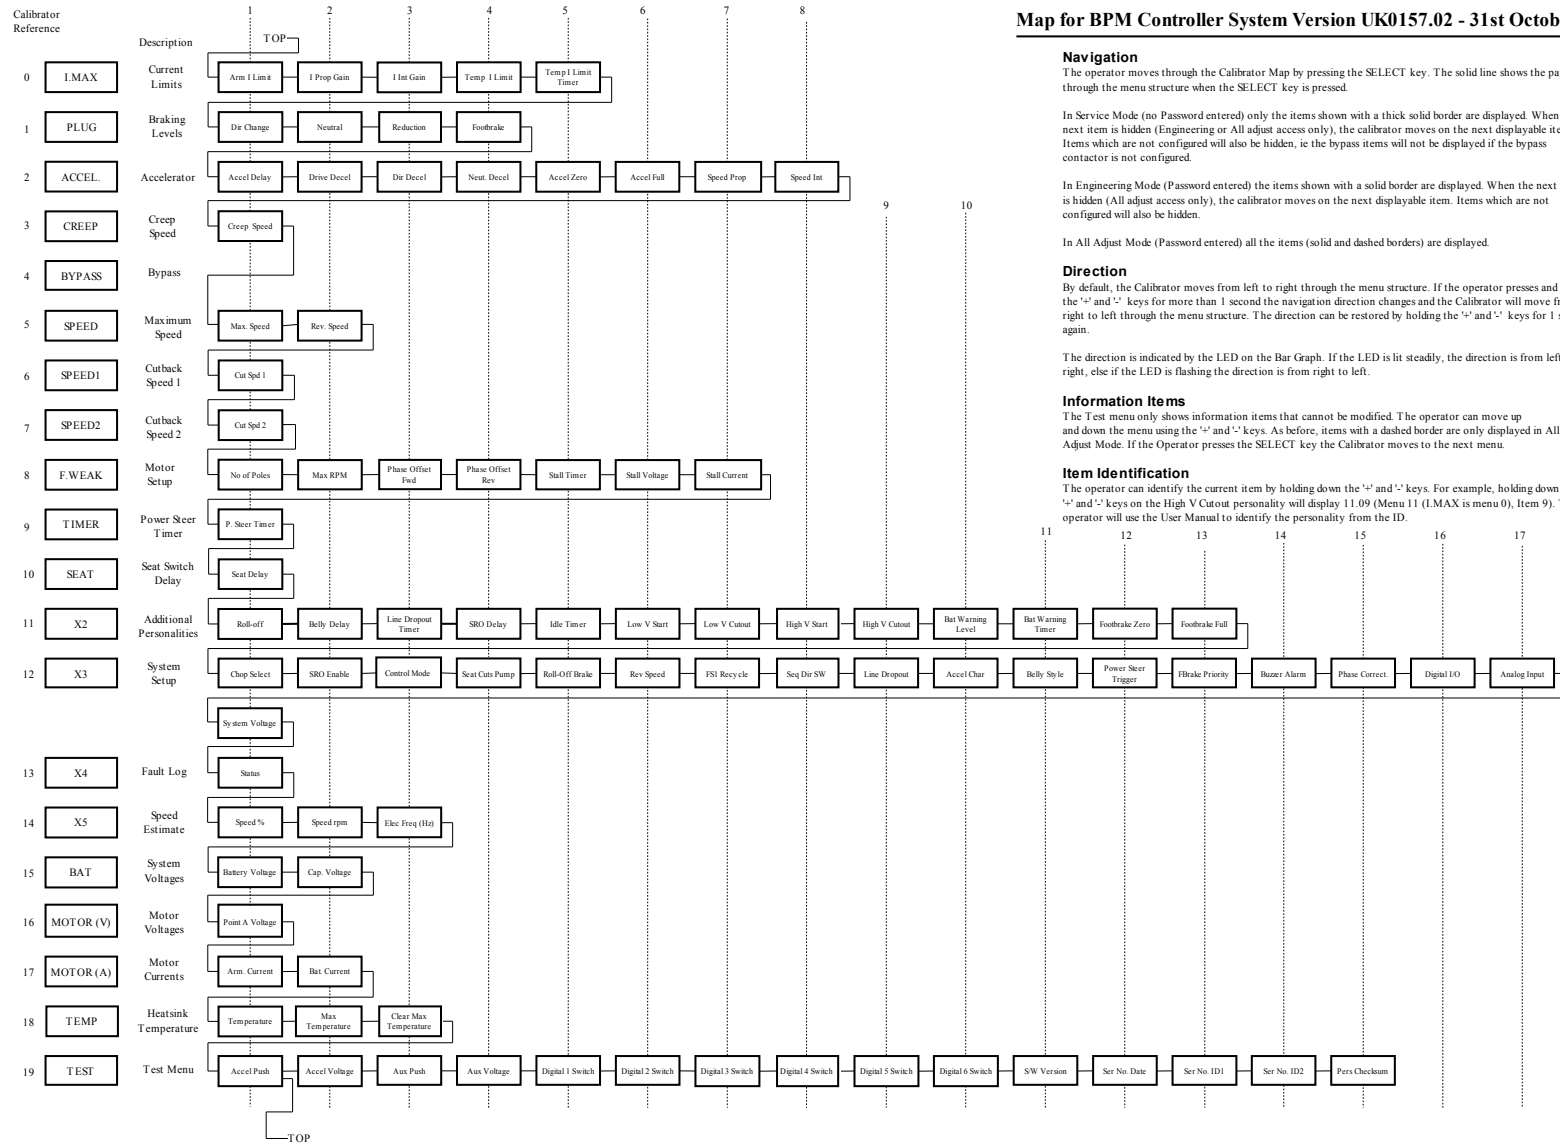 Calibrator
Reference
Description
TOP
1 2 3 4 5 6 7 8
Map for BPM Controller System Version UK0157.02 - 31st Octob
Navigation
The operator moves through the Calibrator Map by pressing the SELECT key. The solid line shows the pa
through the menu structure when the SELECT key is pressed.
In Service Mode (no Password entered) only the items shown with a thick solid border are displayed. When
next item is hidden (Engineering or All adjust access only), the calibrator moves on the next displayable ite
Items which are not configured will also be hidden, ie the bypass items will not be displayed if the bypass
contactor is not configured.
In Engineering Mode (Password entered) the items shown with a solid border are displayed. When the next
is hidden (All adjust access only), the calibrator moves on the next displayable item. Items which are not
configured will also be hidden.
In All Adjust Mode (Password entered) all the items (solid and dashed borders) are displayed.
Direction
By default, the Calibrator moves from left to right through the menu structure. If the operator presses and
the '+' and '-' keys for more than 1 second the navigation direction changes and the Calibrator will move fr
right to left through the menu structure. The direction can be restored by holding the '+' and '-' keys for 1 s
again.
The direction is indicated by the LED on the Bar Graph. If the LED is lit steadily, the direction is from left
right, else if the LED is flashing the direction is from right to left.
Information Items
The Test menu only shows information items that cannot be modified. The operator can move up
and down the menu using the '+' and '-' keys. As before, items with a dashed border are only displayed in All
Adjust Mode. If the Operator presses the SELECT key the Calibrator moves to the next menu.
Item Identification
The operator can identify the current item by holding down the '+' and '-' keys. For example, holding down
'+' and '-' keys on the High V Cutout personality will display 11.09 (Menu 11 (I.MAX is menu 0), Item 9).
operator will use the User Manual to identify the personality from the ID.
0 I.MAX Current Limits Arm I Limit I Prop Gain I Int Gain Temp I Limit Temp I Limit Timer
1 PLUG Braking Levels Dir Change Neutral Reduction Footbrake
2 ACCEL. Accelerator Accel Delay Drive Decel Dir Decel Neut. Decel Accel Zero Accel Full Speed Prop Speed Int
9 10
3 CREEP Creep Speed Creep Speed
4 BYPASS Bypass
5 SPEED Maximum Speed Max. Speed Rev. Speed
6 SPEED1 Cutback Speed 1 Cut Spd 1
7 SPEED2 Cutback Speed 2 Cut Spd 2
8 F.WEAK Motor Setup No of Poles Max RPM Phase Offset Fwd Phase Offset Rev Stall Timer Stall Voltage Stall Current
9 TIMER Power Steer Timer P. Steer Timer
11 12 13 14 15 16 17
10 SEAT Seat Switch Delay Seat Delay
11 X2 Additional Personalities Roll-off Belly Delay Line Dropout Timer SRO Delay Idle Timer Low V Start Low V Cutout High V Start High V Cutout Bat Warning Level Bat Warning Timer Footbrake Zero Footbrake Full
12 X3 System Setup Chop Select SRO Enable Control Mode Seat Cuts Pump Roll-Off Brake Rev Speed FS1 Recycle Seq Dir SW Line Dropout Accel Char Belly Style Power Steer Trigger FBrake Priority Buzzer Alarm Phase Correct. Digital I/O Analog Input
System Voltage
13 X4 Fault Log Status
14 X5 Speed Estimate Speed % Speed rpm Elec Freq (Hz)
15 BAT System Voltages Battery Voltage Cap. Voltage
16 MOTOR (V) Motor Voltages Point A Voltage
17 MOTOR (A) Motor Currents Arm. Current Bat. Current
18 TEMP Heatsink Temperature Temperature Max Temperature Clear Max Temperature
19 TEST Test Menu Accel Push Accel Voltage Aux Push Aux Voltage Digital 1 Switch Digital 2 Switch Digital 3 Switch Digital 4 Switch Digital 5 Switch Digital 6 Switch S/W Version Ser No. Date Ser No. ID1 Ser No. ID2 Pers Checksum
TOP